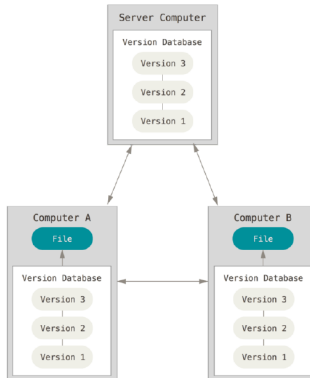 Server Computer
Version Database
Version 3
Version 2
Version 1
Computer A
File
Version Database
Version 3
Version 2
Version 1
Computer B
File
Version Database
Version 3
Version 2
Version 1